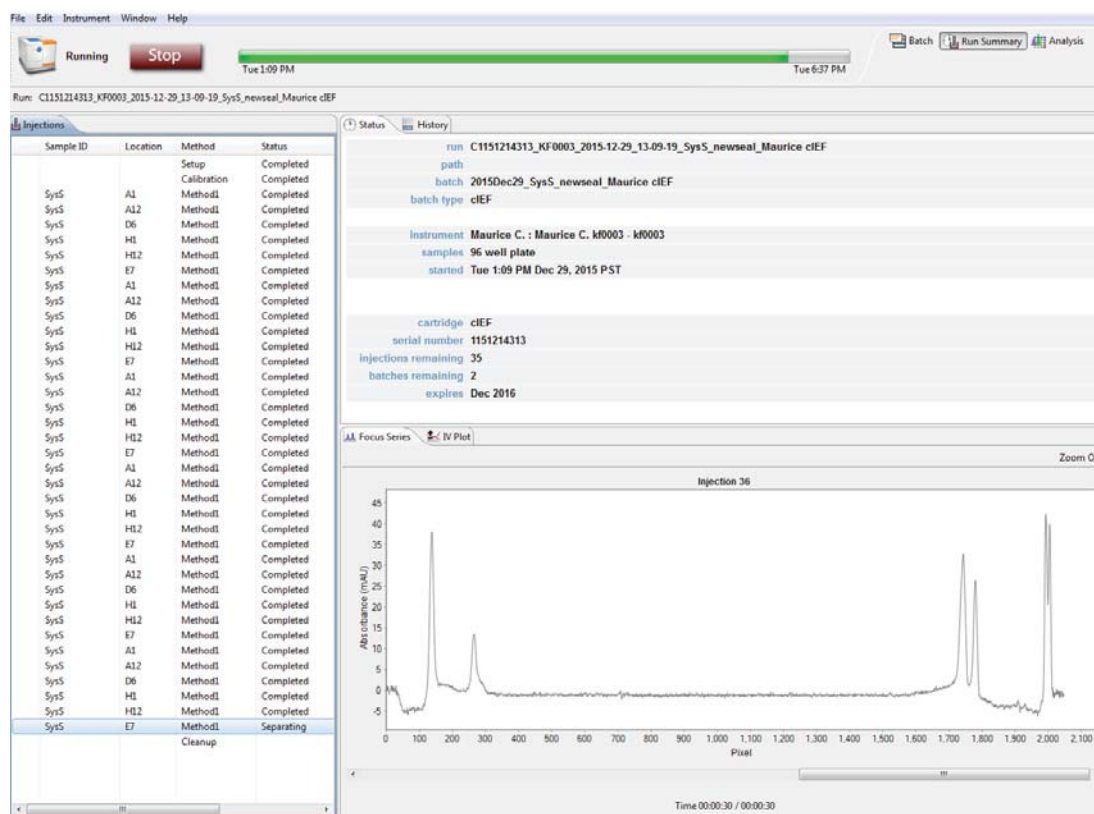 File Edit Instrument Window Help
Running
Stop
Tue 1:09 PM
Tue 6:37 PM
Batch
Run Summary
Analysis
Run: C1151214313_KF0003_2015-12-29_13-09-19_SysS_newseal_Maurice cIEF
Injections
Sample ID Location Method Status
Setup Completed
Calibration Completed
SysS A1 Method1 Completed
SysS A12 Method1 Completed
SysS D6 Method1 Completed
SysS H1 Method1 Completed
SysS H12 Method1 Completed
SysS E7 Method1 Completed
SysS A1 Method1 Completed
SysS A12 Method1 Completed
SysS D6 Method1 Completed
SysS H1 Method1 Completed
SysS H12 Method1 Completed
SysS E7 Method1 Completed
SysS A1 Method1 Completed
SysS A12 Method1 Completed
SysS D6 Method1 Completed
SysS H1 Method1 Completed
SysS H12 Method1 Completed
SysS E7 Method1 Completed
SysS A1 Method1 Completed
SysS A12 Method1 Completed
SysS D6 Method1 Completed
SysS H1 Method1 Completed
SysS H12 Method1 Completed
SysS E7 Method1 Completed
SysS A1 Method1 Completed
SysS A12 Method1 Completed
SysS D6 Method1 Completed
SysS H1 Method1 Completed
SysS H12 Method1 Completed
SysS E7 Method1 Completed
SysS A1 Method1 Completed
SysS A12 Method1 Completed
SysS D6 Method1 Completed
SysS H1 Method1 Completed
SysS H12 Method1 Completed
SysS E7 Method1 Separating
Cleanup
Status History
run C1151214313_KF0003_2015-12-29_13-09-19_SysS_newseal_Maurice cIEF
path
batch 2015Dec29_SysS_newseal_Maurice cIEF
batch type cIEF
instrument Maurice C. : Maurice C. kf0003 - kf0003
samples 96 well plate
started Tue 1:09 PM Dec 29, 2015 PST
cartridge cIEF
serial number 1151214313
injections remaining 35
batches remaining 2
expires Dec 2016
Focus Series IV Plot
Zoom O
Injection 36
Absorbance (mAU)
45
40
35
30
25
20
15
10
5
0
-5
0 100 200 300 400 500 600 700 800 900 1,000 1,100 1,200 1,300 1,400 1,500 1,600 1,700 1,800 1,900 2,000 2,100
Pixel
Time 00:00:30 / 00:00:30